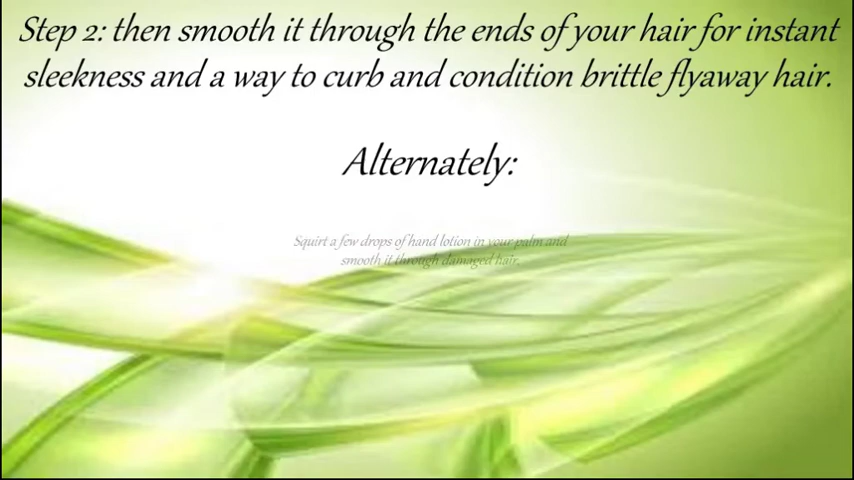 Step 2: then smooth it through the ends of your hair for instant
sleekness and a way to curb and condition brittle flyaway hair.
Alternately:
Squirt a few drops of hand lotion in your palm and
smooth it through damaged hair.